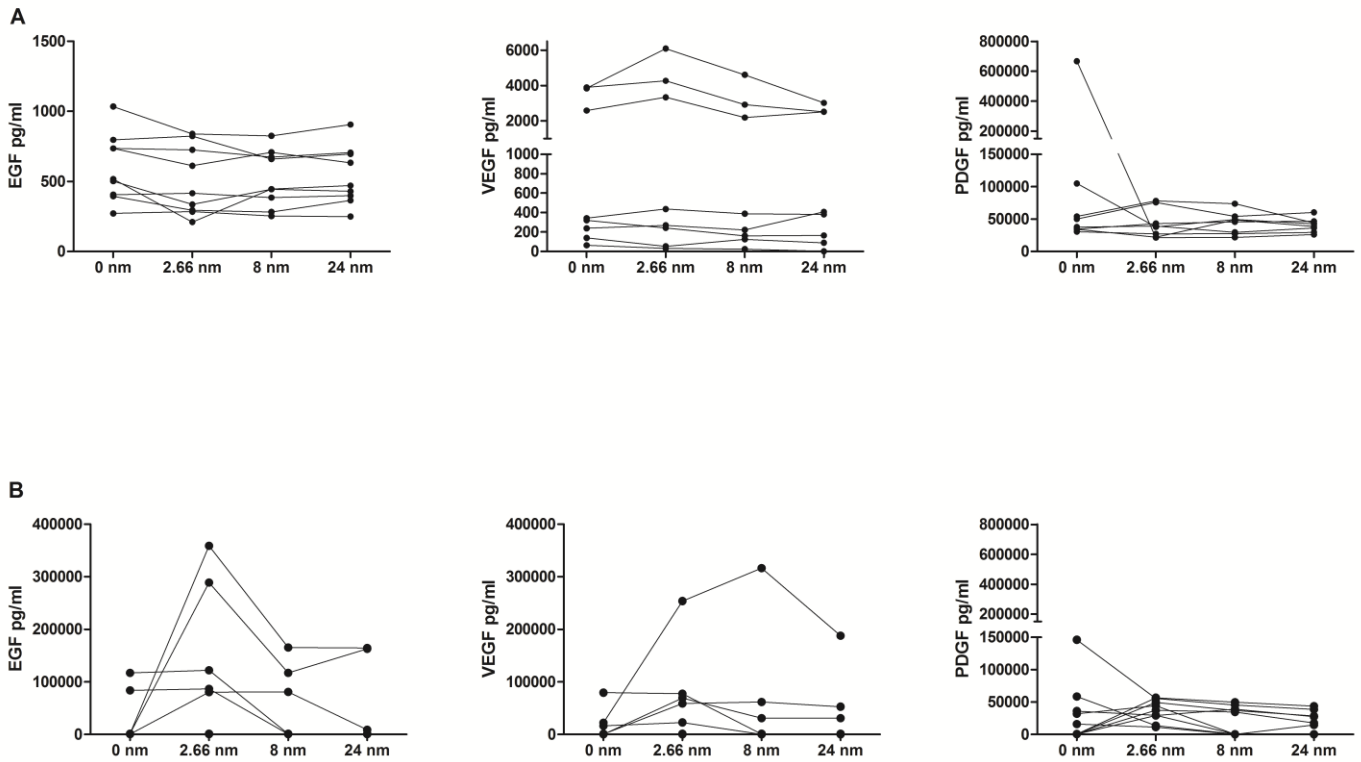 A
EGF pg/ml
1500
1000
500
0
0 nm 2.66 nm 8 nm 24 nm
VEGF pg/ml
6000
4000
2000
1000
800
600
400
200
0
0 nm 2.66 nm 8 nm 24 nm
PDGF pg/ml
800000
600000
400000
200000
150000
100000
50000
0
0 nm 2.66 nm 8 nm 24 nm
B
EGF pg/ml
400000
300000
200000
100000
0
0 nm 2.66 nm 8 nm 24 nm
VEGF pg/ml
400000
300000
200000
100000
0
0 nm 2.66 nm 8 nm 24 nm
PDGF pg/ml
800000
600000
400000
200000
150000
100000
50000
0
0 nm 2.66 nm 8 nm 24 nm